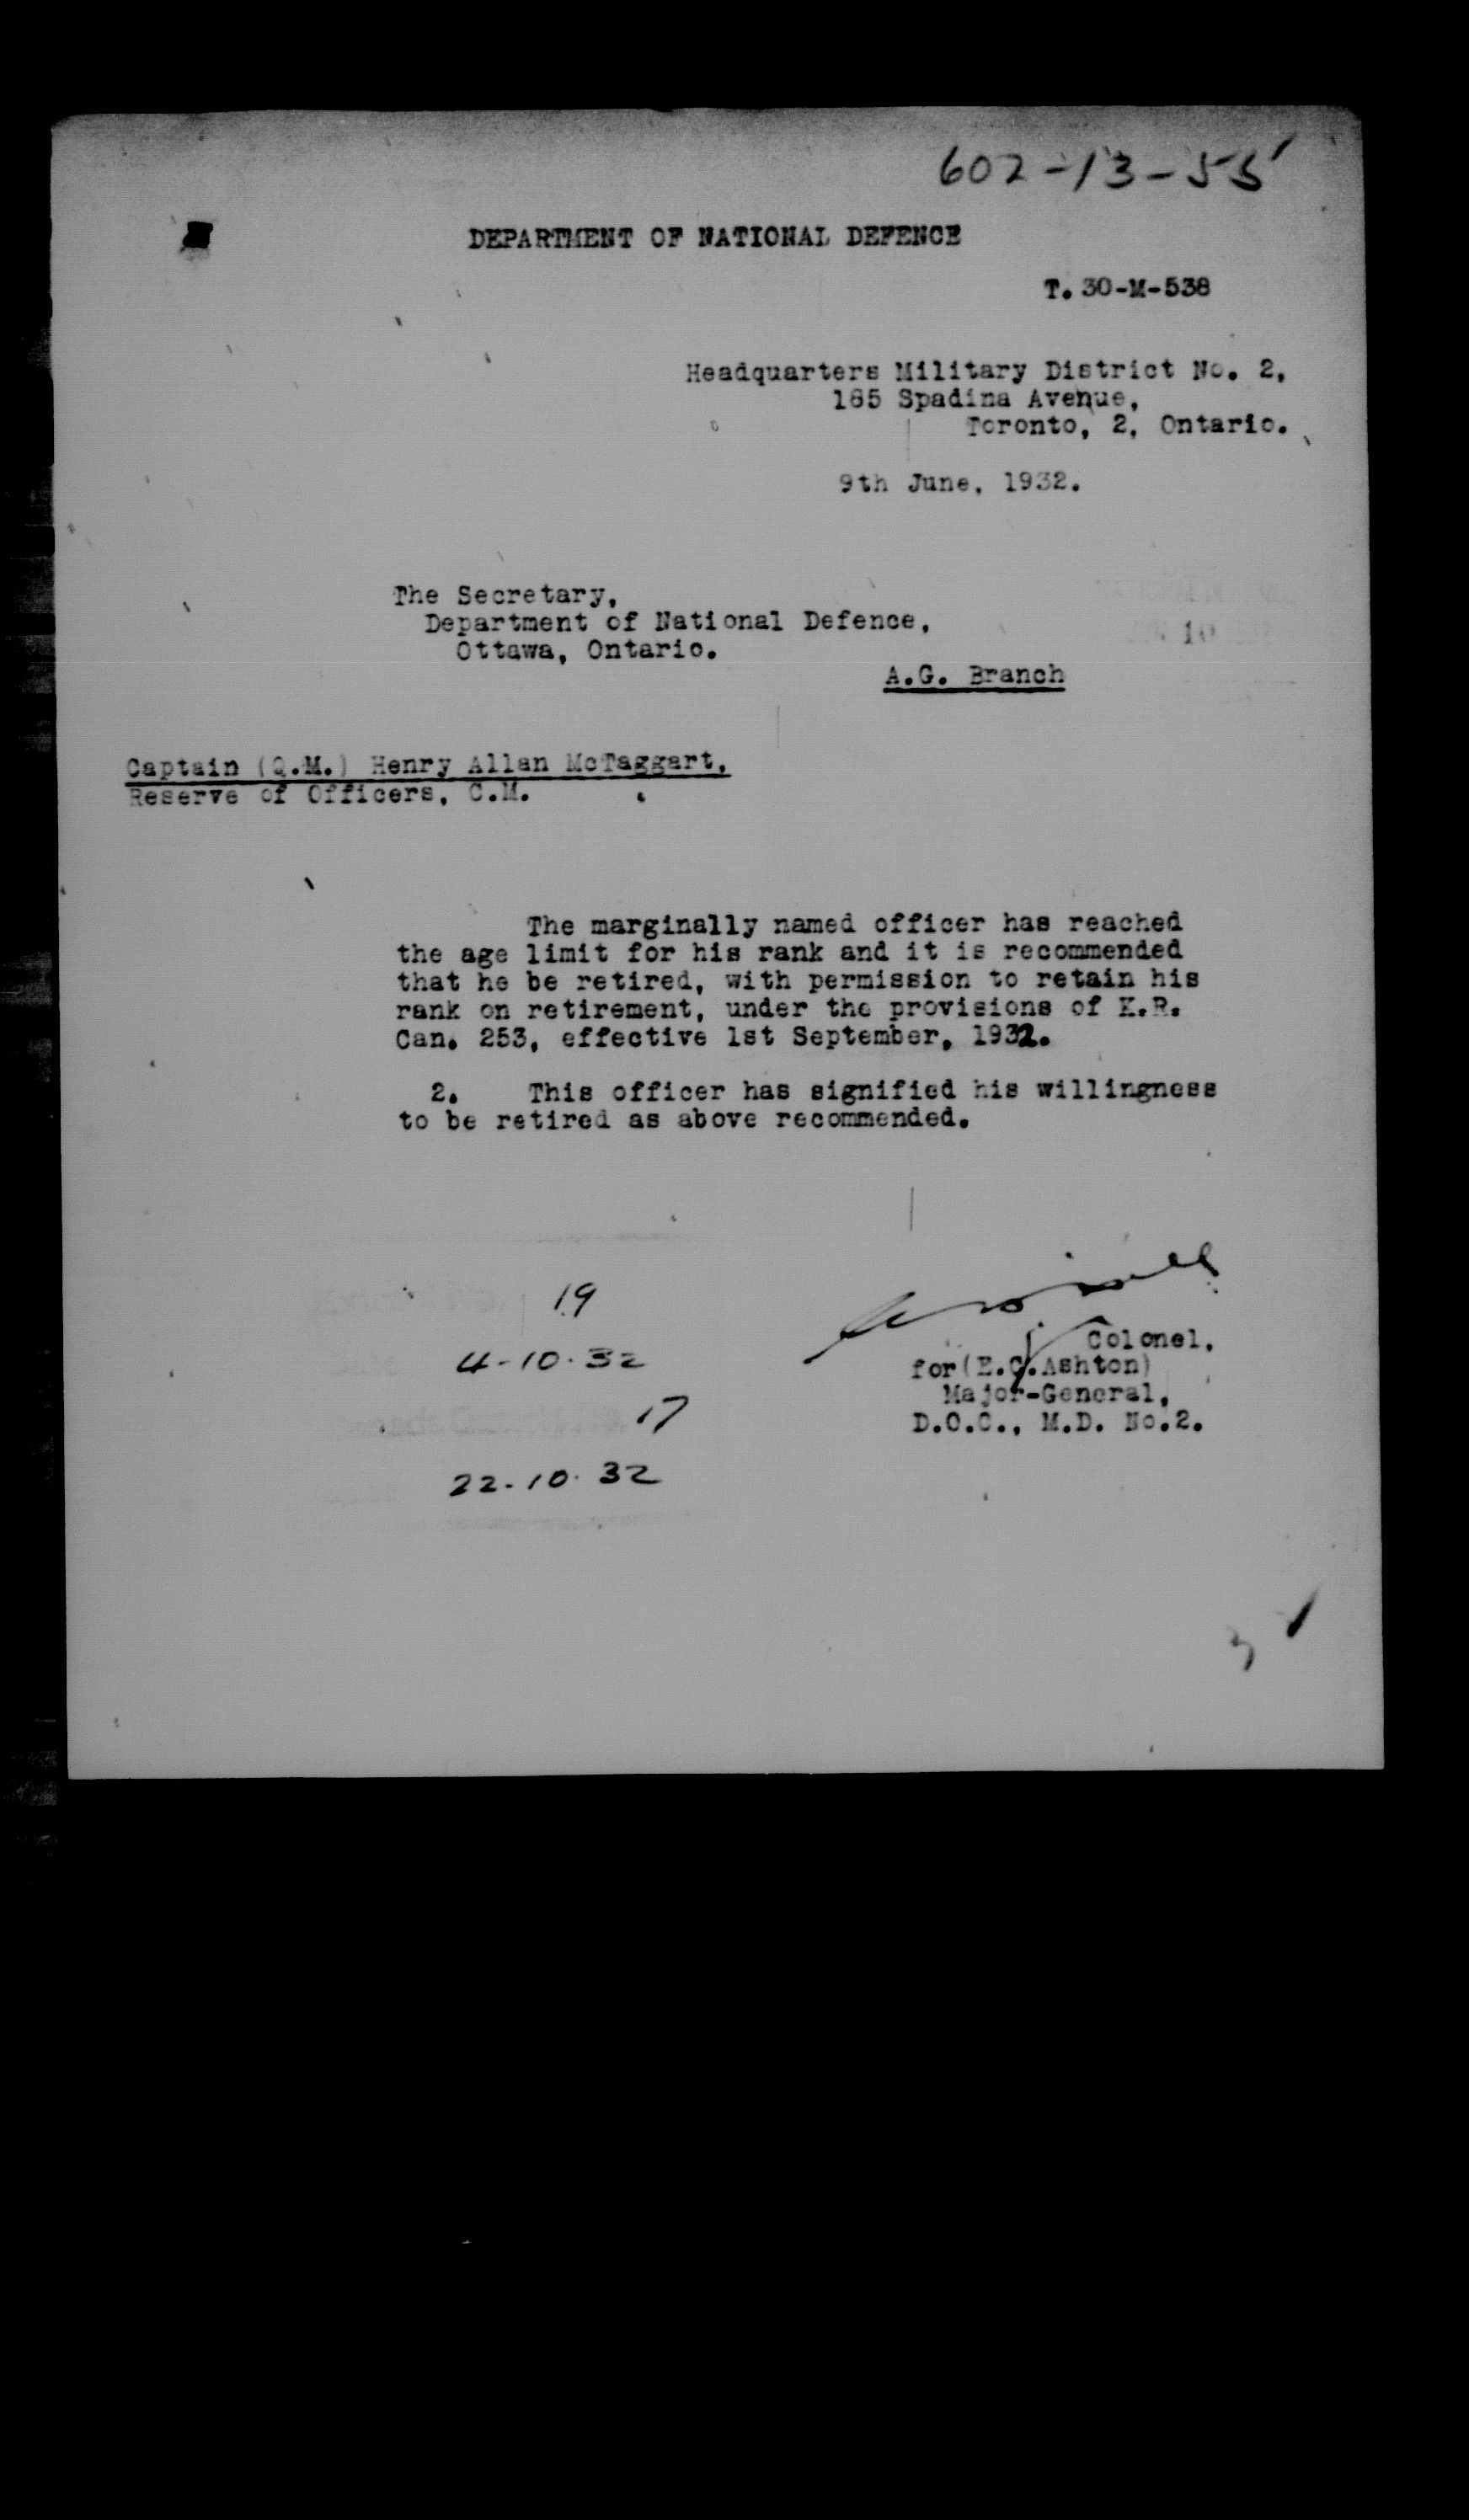 602-13-55
DEPARTMENT OF NATIONAL DEFENCE
T. 30-M-538
Headquarters Military District No. 2,
185 Spadina Avenue,
Toronto, 2, Ontario.
9th June, 1932.
The Secretary,
Department of National Defence,
Ottawa, Ontario.
10
A.G. Branch
Captain (Q.M.) Henry Allan McTaggart,
Reserve of Officers, C.M.
The marginally named officer has reached
the age limit for his rank and it is recommended
that he be retired, with permission to retain his
rank on retirement, under the provisions of K.R.
Can. 253, effective 1st September, 1932.
2. This officer has signified his willingness
to be retired as above recommended.
19
4-10-32
17
22-10-32
Colonel,
for (E.C. Ashton)
Major-General,
D.O.C., M.D. No.2.